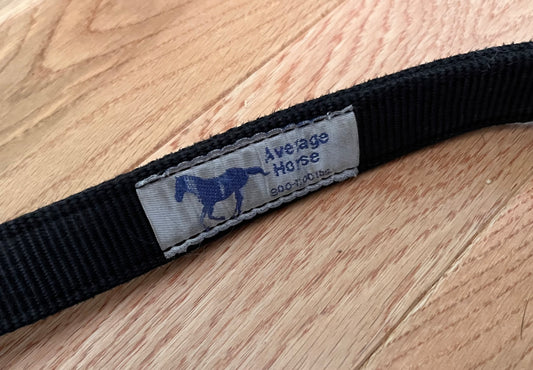 Average
Horse
800-1100 lbs